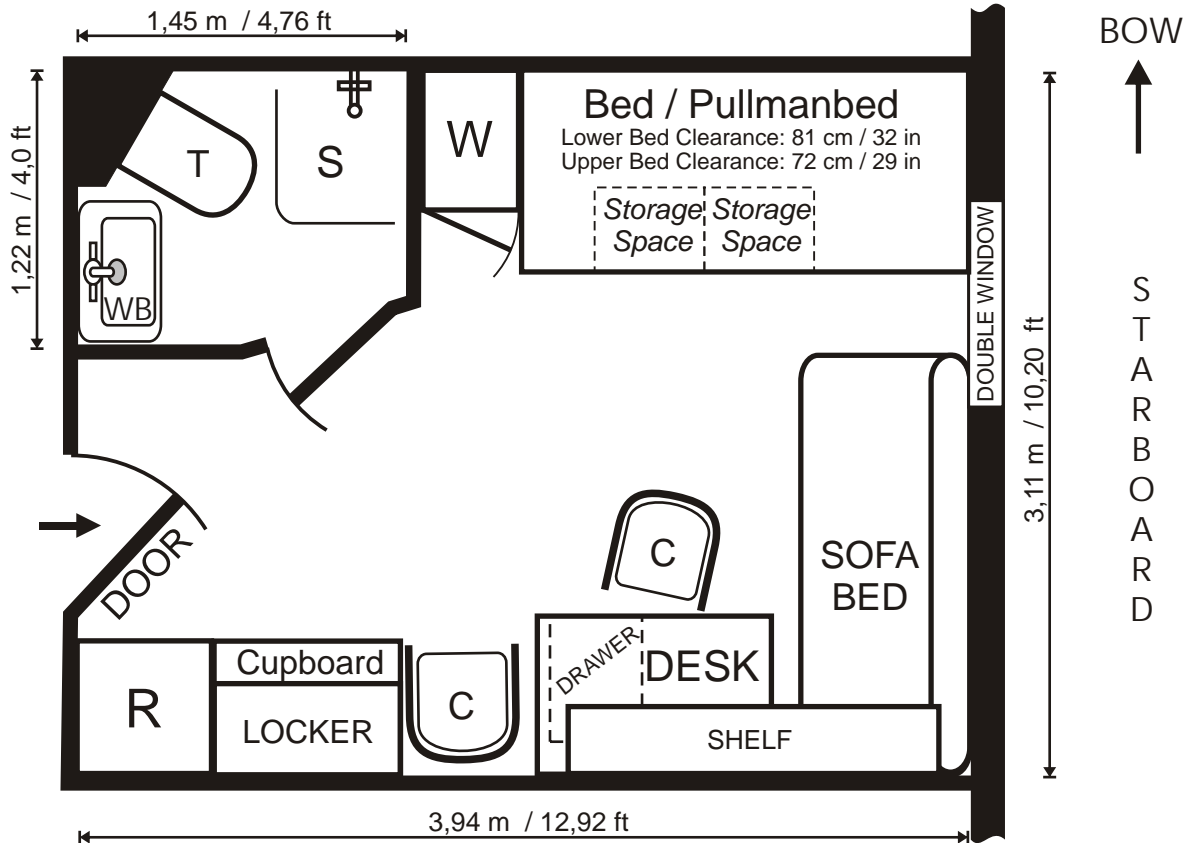 1,45 m / 4,76 ft
BOW
1,22 m / 4,0 ft
T
S
W
Bed / Pullmanbed
Lower Bed Clearance: 81 cm / 32 in
Upper Bed Clearance: 72 cm / 29 in
Storage Space
Storage Space
WB
DOUBLE WINDOW
3,11 m / 10,20 ft
STARBOARD
DOOR
C
SOFA
BED
R
Cupboard
LOCKER
C
DRAWER
DESK
SHELF
3,94 m / 12,92 ft